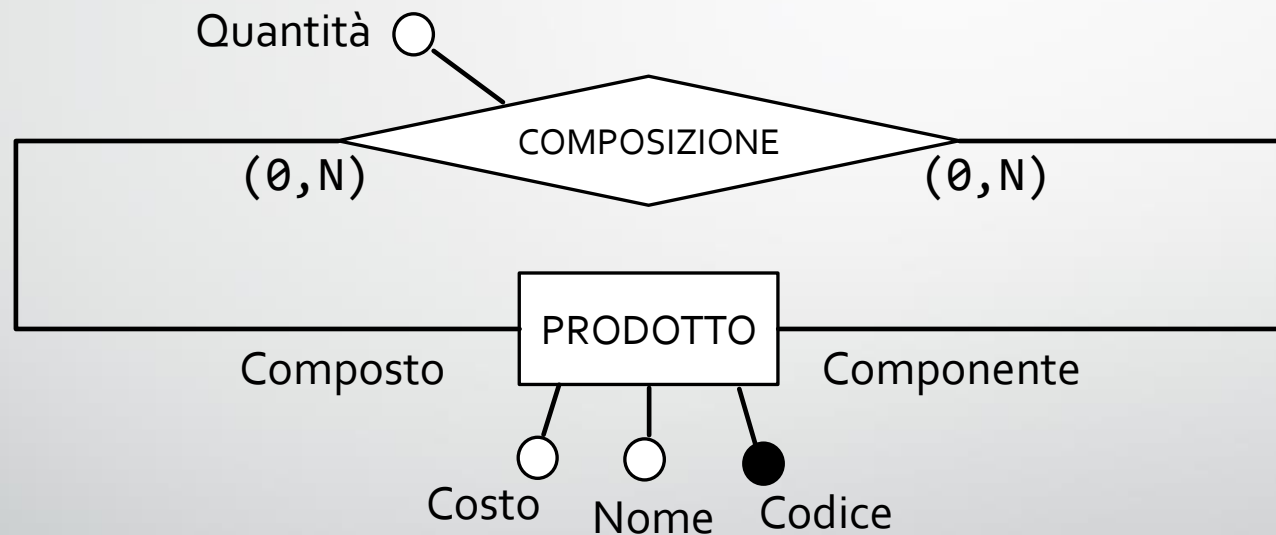 Quantità
COMPOSIZIONE
(0,N)
(0,N)
PRODOTTO
Composto
Componente
Costo
Nome
Codice